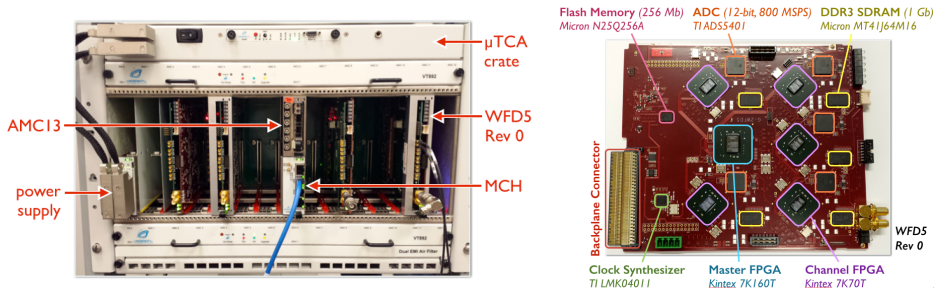 μTCA
crate
AMC13
WFD5
Rev 0
MCH
power
supply
VT892
VT892
Dual EMI Air Filter
Flash Memory (256 Mb)
Micron N25Q256A
ADC (12-bit, 800 MSPS)
TI ADS5401
DDR3 SDRAM (1 Gb)
Micron MT41J64M16
Backplane Connector
WFD5
Rev 0
Clock Synthesizer
TI LMK04011
Master FPGA
Kintex 7K160T
Channel FPGA
Kintex 7K70T